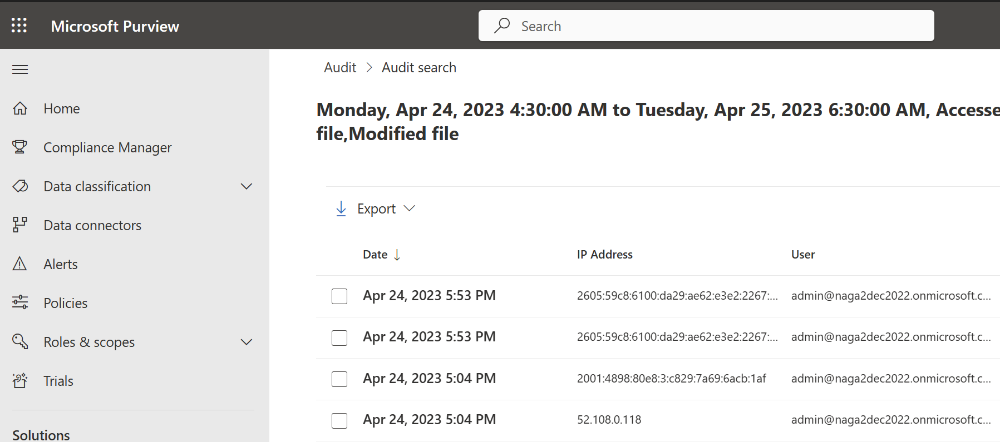 Microsoft Purview
Search
Home
Compliance Manager
Data classification
Data connectors
Alerts
Policies
Roles & scopes
Trials
Solutions
Audit > Audit search
Monday, Apr 24, 2023 4:30:00 AM to Tuesday, Apr 25, 2023 6:30:00 AM, Accesse
file,Modified file
Export
Date ↓ IP Address User
Apr 24, 2023 5:53 PM 2605:59c8:6100:da29:ae62:e3e2:2267:... admin@naga2dec2022.onmicrosoft.c...
Apr 24, 2023 5:53 PM 2605:59c8:6100:da29:ae62:e3e2:2267:... admin@naga2dec2022.onmicrosoft.c...
Apr 24, 2023 5:04 PM 2001:4898:80e8:3:c829:7a69:6acb:1af admin@naga2dec2022.onmicrosoft.c...
Apr 24, 2023 5:04 PM 52.108.0.118 admin@naga2dec2022.onmicrosoft.c...